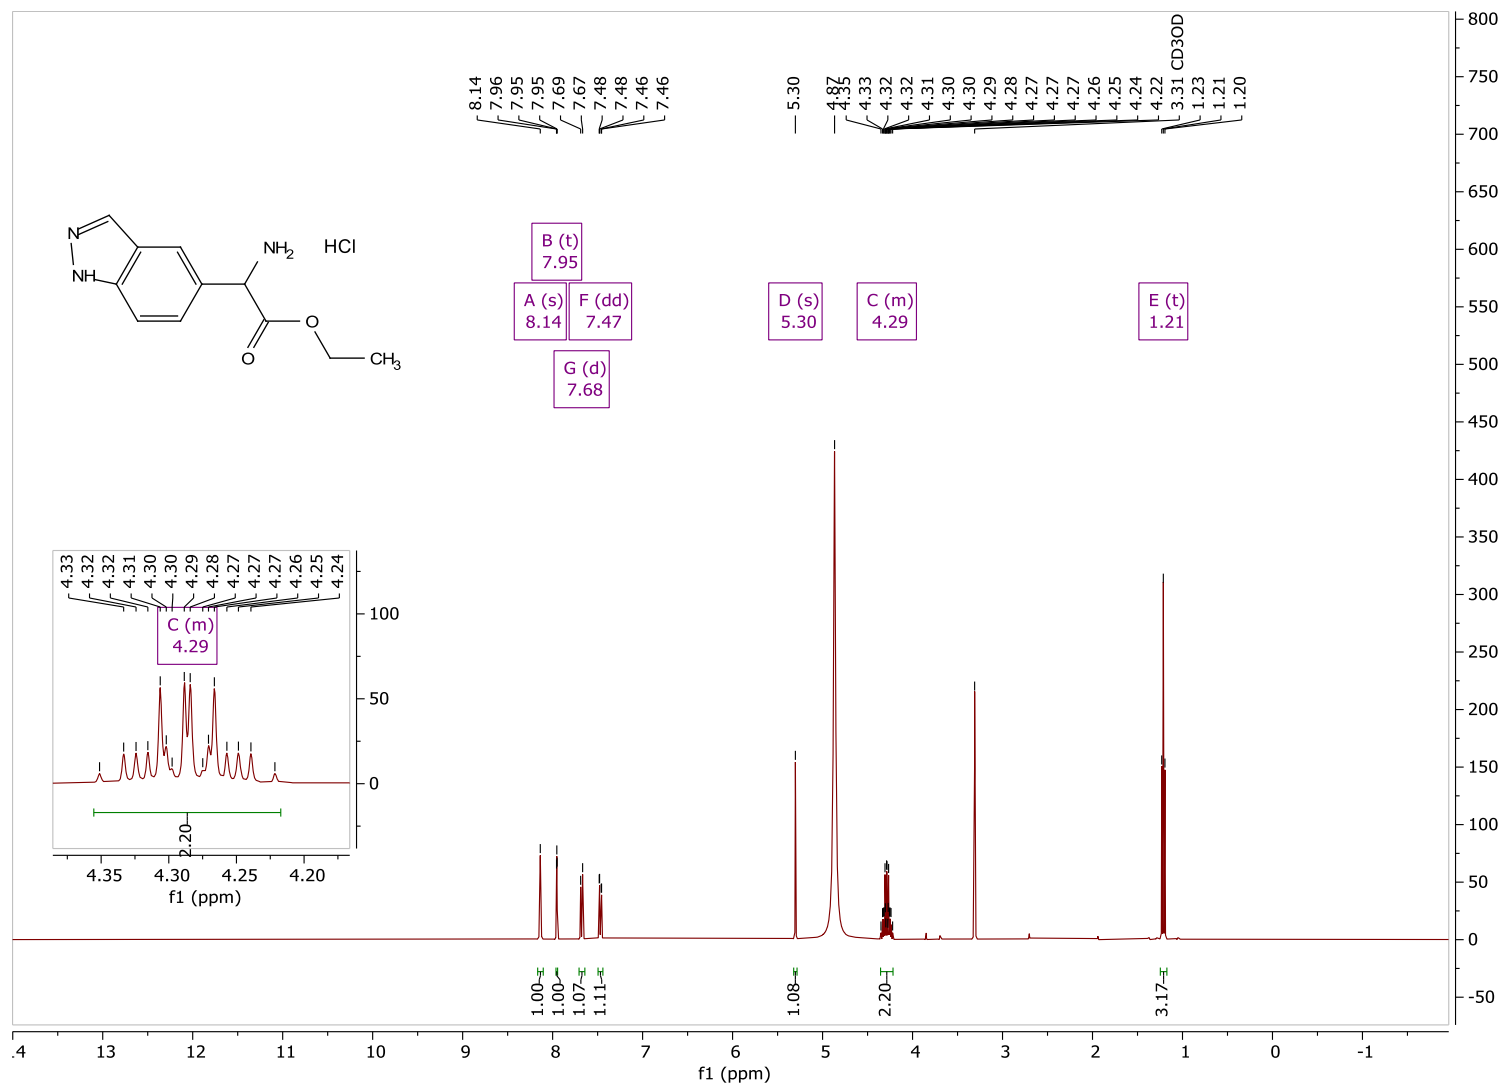 8.14 7.96 7.95 7.95 7.69 7.67 7.48 7.48 7.46 7.46 5.30 4.87 4.35 4.33 4.32 4.32 4.31 4.30 4.30 4.29 4.28 4.27 4.27 4.27 4.26 4.25 4.24 4.22 3.31 CD3OD 1.23 1.21 1.20
N
NH
NH2
HCl
O
O
CH3
B (t)
7.95
A (s)
8.14
F (dd)
7.47
G (d)
7.68
D (s)
5.30
C (m)
4.29
E (t)
1.21
4.33 4.32 4.32 4.31 4.30 4.30 4.29 4.28 4.27 4.27 4.26 4.25 4.24
C (m)
4.29
100
50
0
2.20
4.35 4.30 4.25 4.20
f1 (ppm)
800
750
700
650
600
550
500
450
400
350
300
250
200
150
100
50
0
-50
1.00 1.00 1.07 1.11 1.08 2.20 3.17
.4 13 12 11 10 9 8 7 6 5 4 3 2 1 0 -1
f1 (ppm)